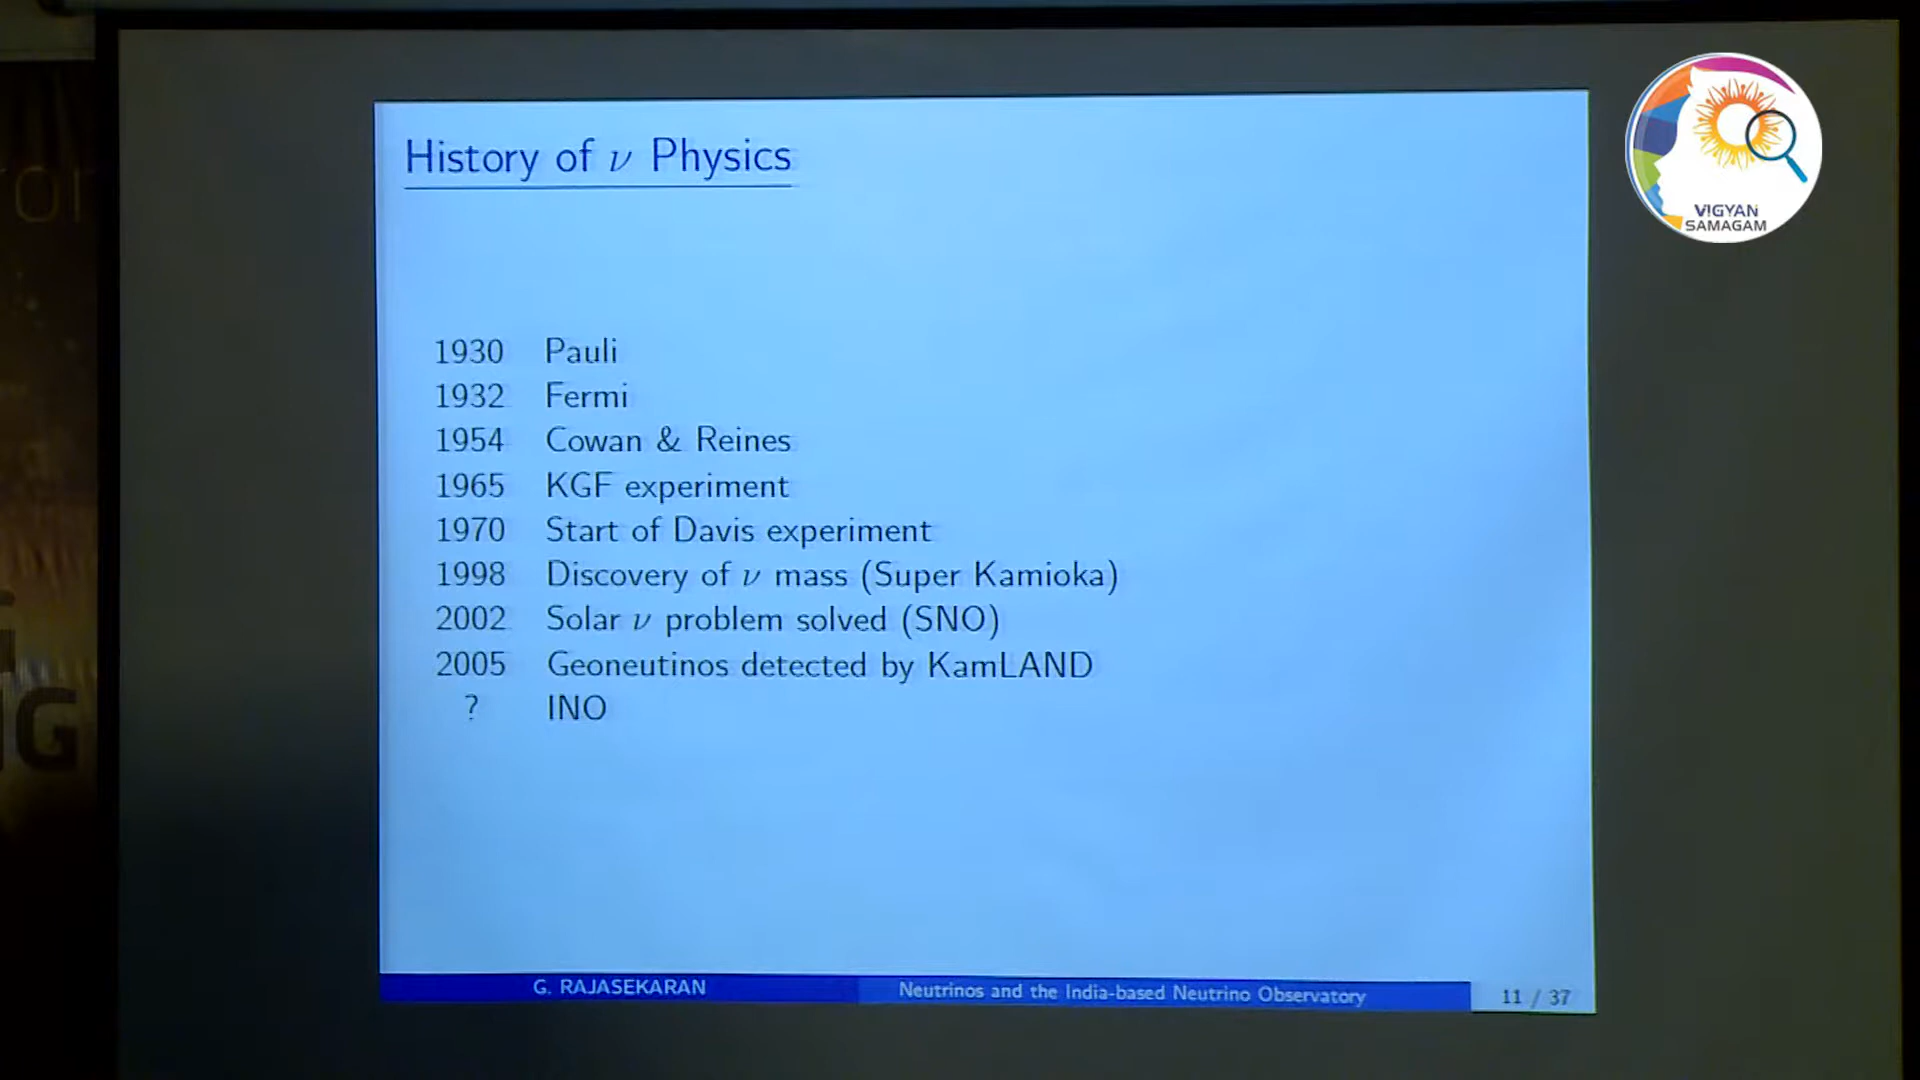 VIGYAN
SAMAGAM
History of ν Physics
1930 Pauli
1932 Fermi
1954 Cowan & Reines
1965 KGF experiment
1970 Start of Davis experiment
1998 Discovery of ν mass (Super Kamioka)
2002 Solar ν problem solved (SNO)
2005 Geoneutinos detected by KamLAND
? INO
G. RAJASEKARAN
Neutrinos and the India-based Neutrino Observatory
11 / 37